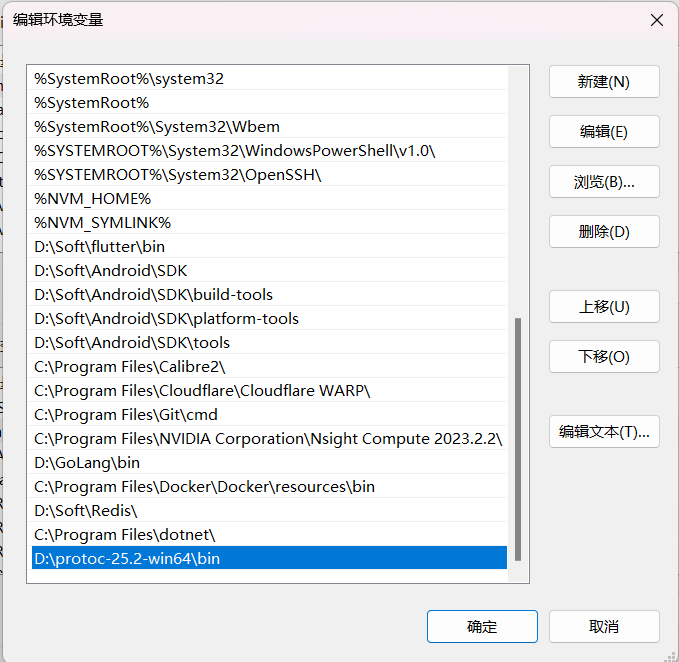 编辑环境变量
%SystemRoot%\system32
%SystemRoot%
%SystemRoot%\System32\Wbem
%SYSTEMROOT%\System32\WindowsPowerShell\v1.0\
%SYSTEMROOT%\System32\OpenSSH\
%NVM_HOME%
%NVM_SYMLINK%
D:\Soft\flutter\bin
D:\Soft\Android\SDK
D:\Soft\Android\SDK\build-tools
D:\Soft\Android\SDK\platform-tools
D:\Soft\Android\SDK\tools
C:\Program Files\Calibre2\
C:\Program Files\Cloudflare\Cloudflare WARP\
C:\Program Files\Git\cmd
C:\Program Files\NVIDIA Corporation\Nsight Compute 2023.2.2\
D:\GoLang\bin
C:\Program Files\Docker\Docker\resources\bin
D:\Soft\Redis\
C:\Program Files\dotnet\
D:\protoc-25.2-win64\bin
新建(N)
编辑(E)
浏览(B)...
删除(D)
上移(U)
下移(O)
编辑文本(T)...
确定
取消